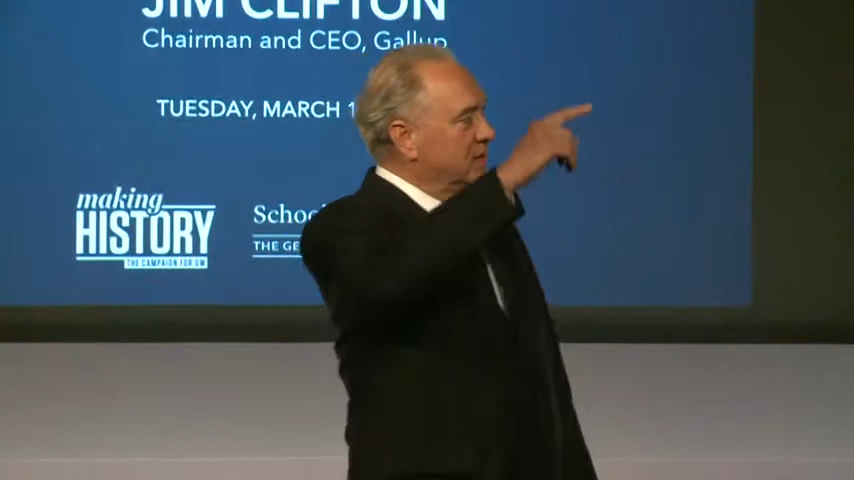 JIM CLIFTON
Chairman and CEO, Gallup
TUESDAY, MARCH 1
making
HISTORY
THE CAMPAIGN FOR GW
School
THE GE